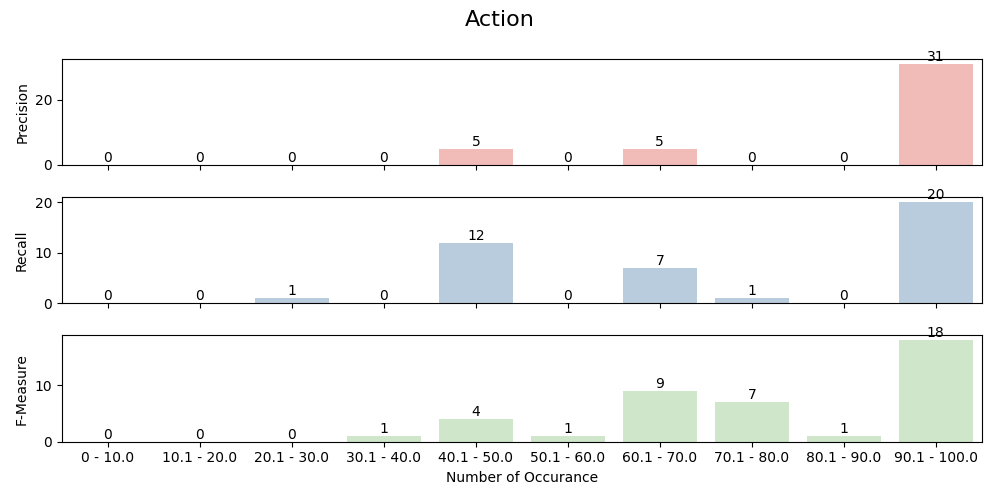 Action
Precision
20
0
0 0 0 0 5 0 5 0 0 31
Recall
20
10
0
0 0 1 0 12 0 7 1 0 20
F-Measure
10
0
0 0 0 1 4 1 9 7 1 18
0 - 10.0 10.1 - 20.0 20.1 - 30.0 30.1 - 40.0 40.1 - 50.0 50.1 - 60.0 60.1 - 70.0 70.1 - 80.0 80.1 - 90.0 90.1 - 100.0
Number of Occurance